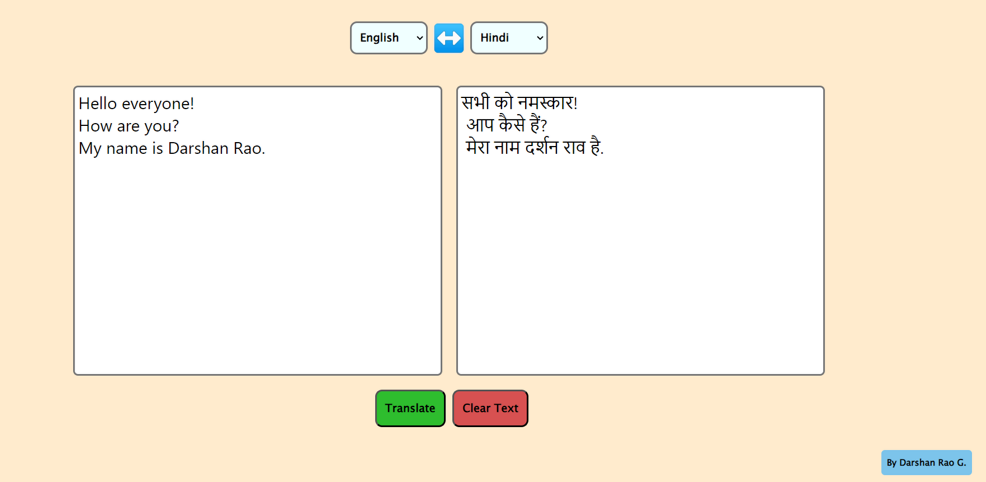 English ↔ Hindi
Hello everyone!
How are you?
My name is Darshan Rao.
सभी को नमस्कार!
आप कैसे हैं?
मेरा नाम दर्शन राव है.
Translate Clear Text
By Darshan Rao G.